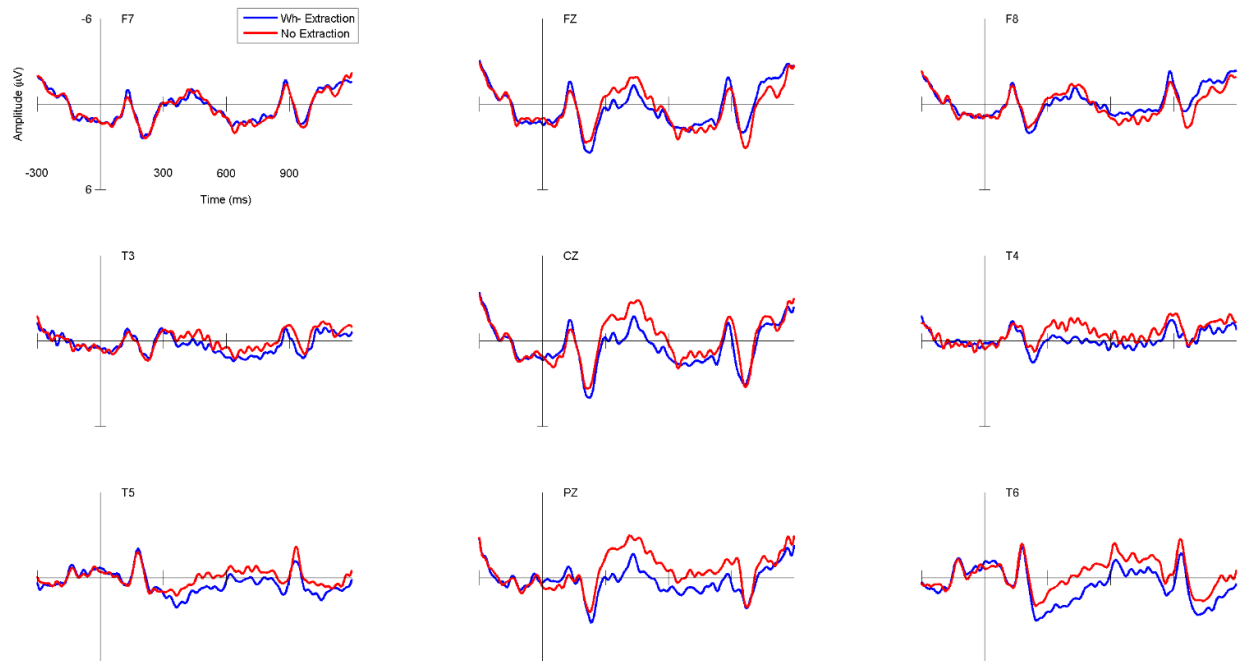 -6
F7
Wh- Extraction
No Extraction
FZ
F8
Amplitude (µV)
-300
300
600
900
6
Time (ms)
T3
CZ
T4
T5
PZ
T6